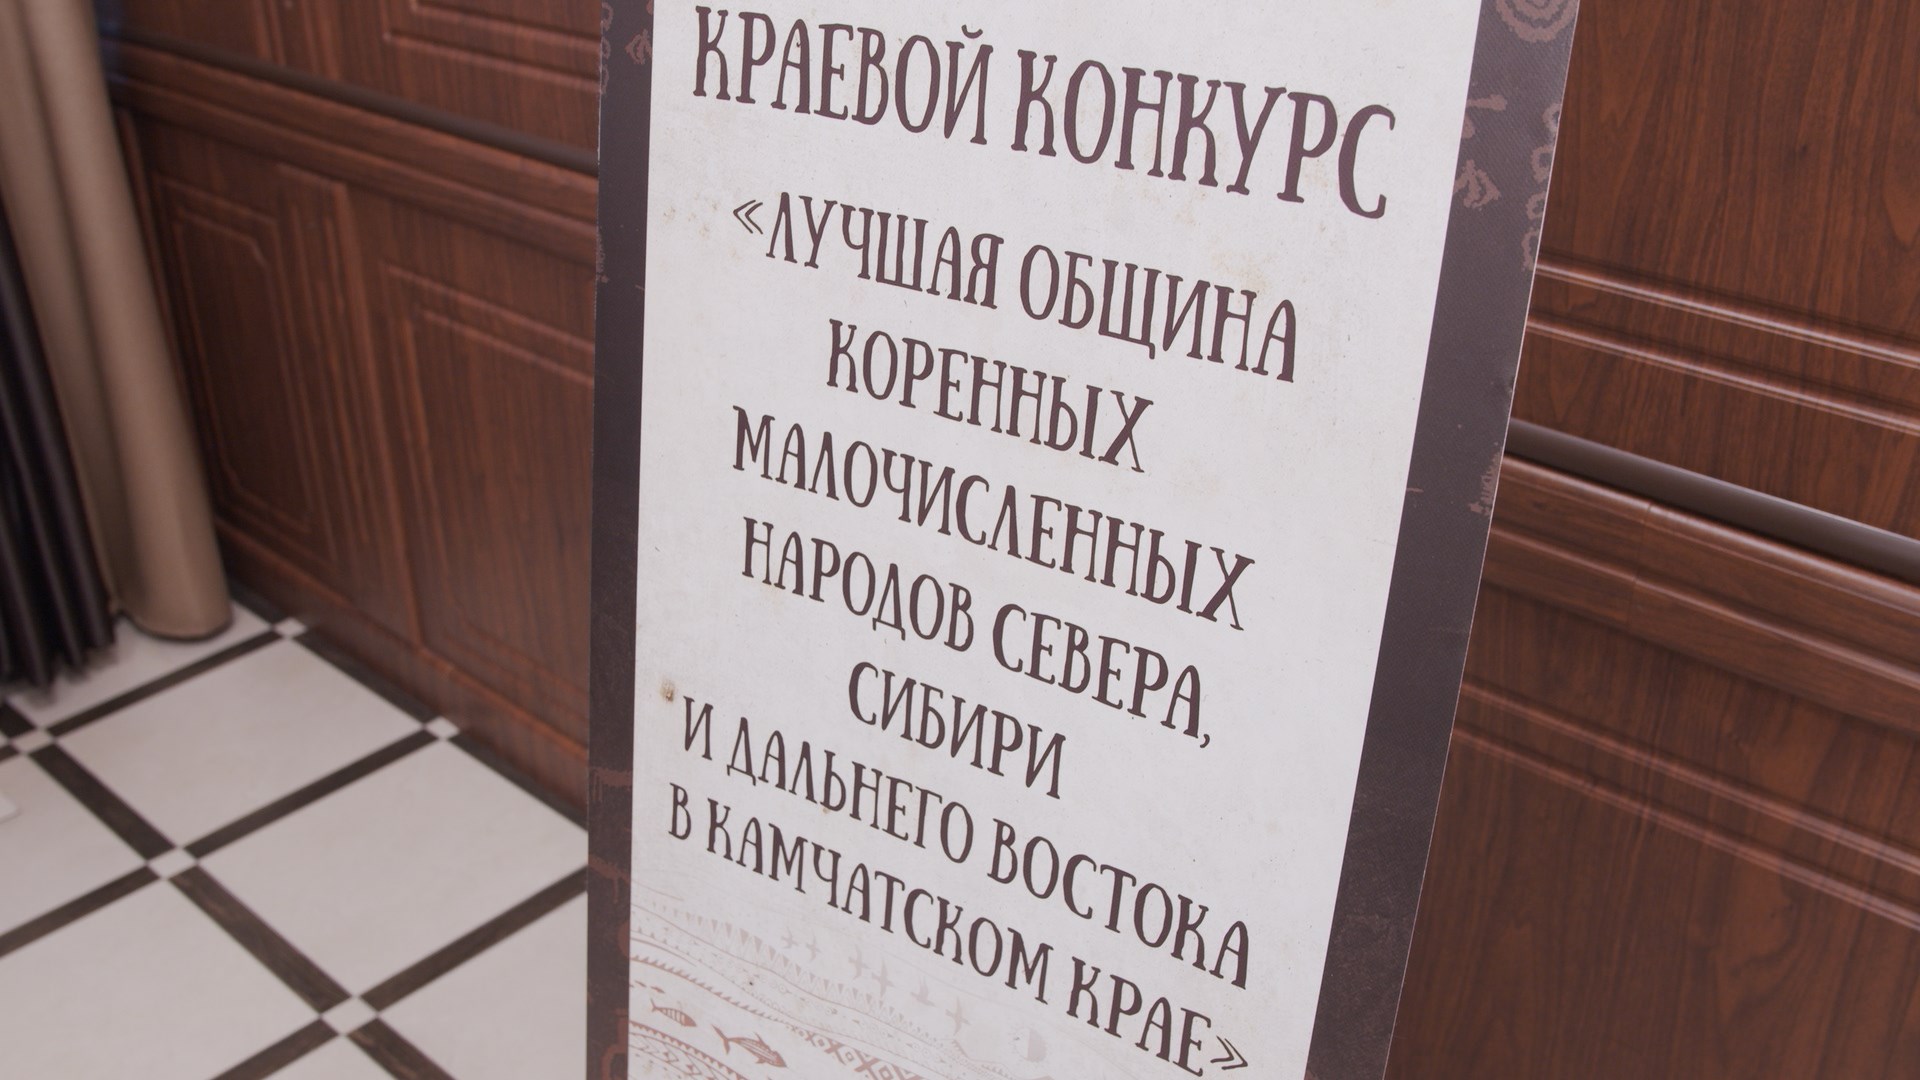 КРАЕВОЙ КОНКУРС
«ЛУЧШАЯ ОБЩИНА
КОРЕННЫХ
МАЛОЧИСЛЕННЫХ
НАРОДОВ СЕВЕРА,
СИБИРИ
И ДАЛЬНЕГО ВОСТОКА
В КАМЧАТСКОМ КРАЕ»